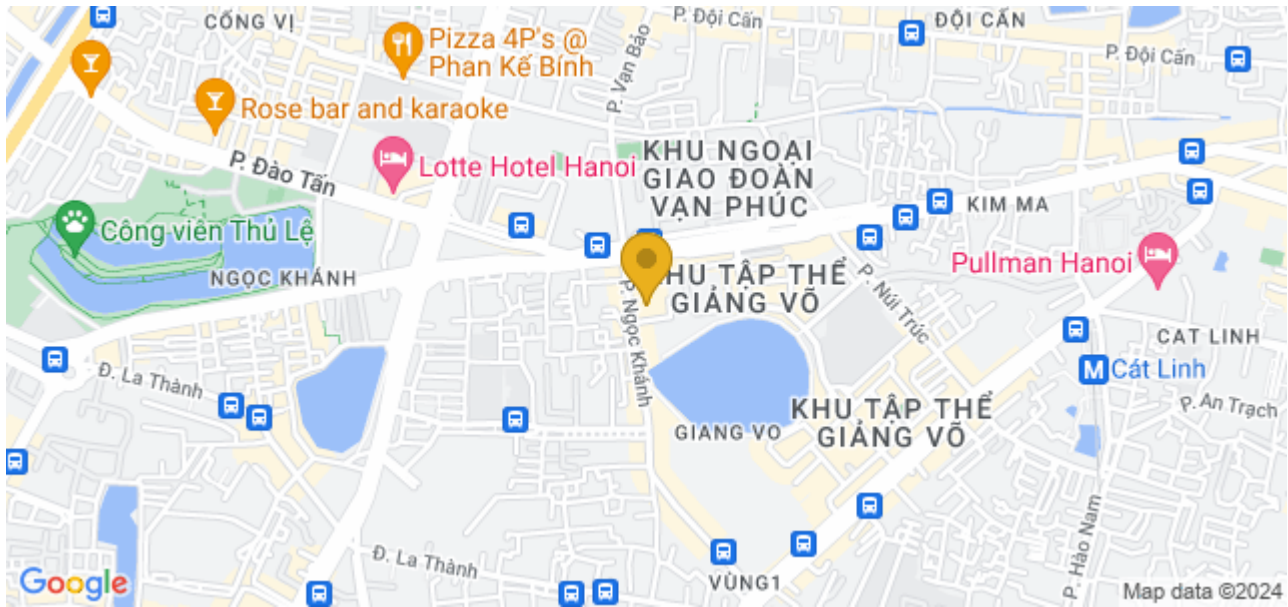 CỐNG VỊ
Pizza 4P's @
Phan Kế Bính
P. Vạn Bảo
P. Đội Cấn
ĐỘI CẤN
P. Đội Cấn
Rose bar and karaoke
P. Đào Tấn
Lotte Hotel Hanoi
KHU NGOẠI
GIAO ĐOÀN
VẠN PHÚC
KIM MA
Công viên Thủ Lệ
NGỌC KHÁNH
KHU TẬP THỂ
GIẢNG VÕ
P. Ngọc Khánh
P. Núi Trúc
Pullman Hanoi
CAT LINH
M Cát Linh
Đ. La Thành
P. An Trạch
KHU TẬP THỂ
GIẢNG VÕ
GIANG VO
P. Hào Nam
Đ. La Thành
VÙNG1
Google
Map data ©2024